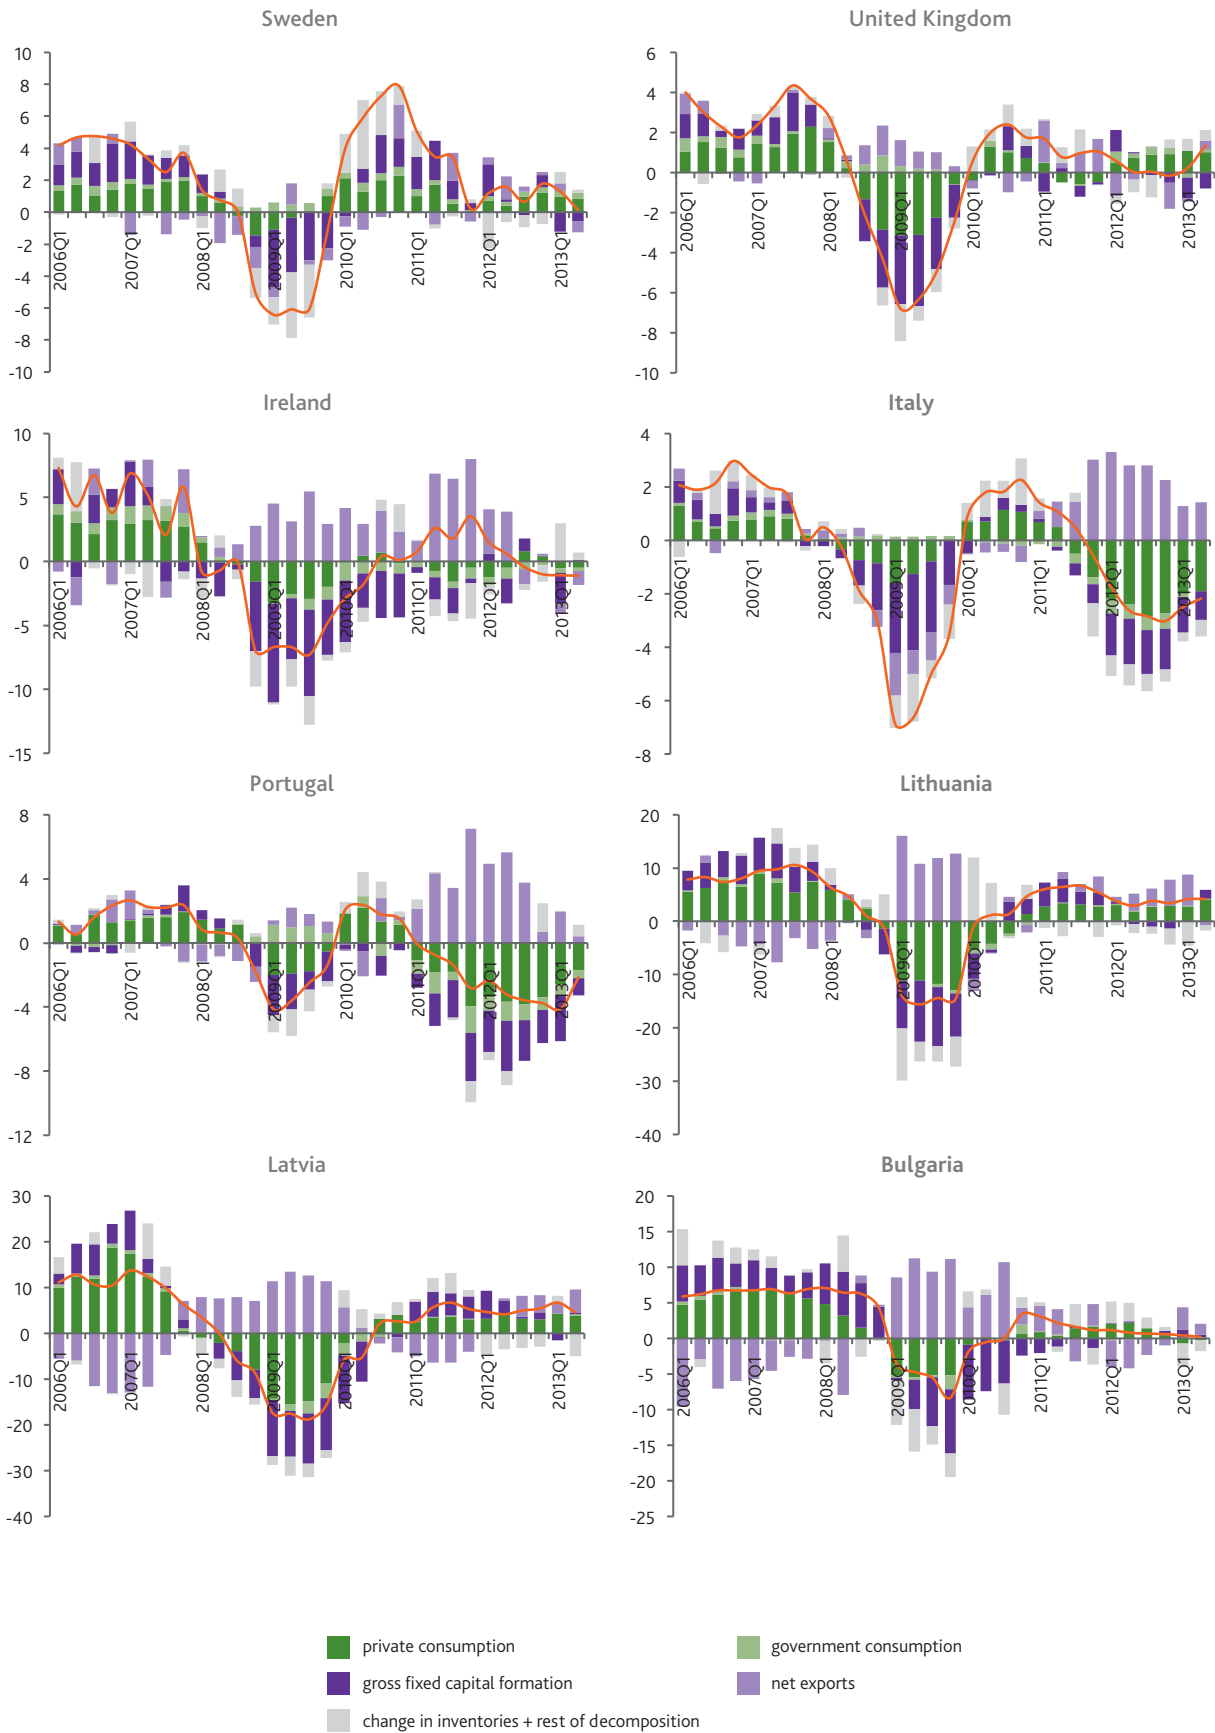 Sweden
United Kingdom
10
8
6
4
2
0
-2
-4
-6
-8
-10
2006Q1
2007Q1
2008Q1
2009Q1
2010Q1
2011Q1
2012Q1
2013Q1
6
4
2
0
-2
-4
-6
-8
-10
2006Q1
2007Q1
2008Q1
2009Q1
2010Q1
2011Q1
2012Q1
2013Q1
Ireland
Italy
10
5
0
-5
-10
-15
2006Q1
2007Q1
2008Q1
2009Q1
2010Q1
2011Q1
2012Q1
2013Q1
4
2
0
-2
-4
-6
-8
2006Q1
2007Q1
2008Q1
2009Q1
2010Q1
2011Q1
2012Q1
2013Q1
Portugal
Lithuania
8
4
0
-4
-8
-12
2006Q1
2007Q1
2008Q1
2009Q1
2010Q1
2011Q1
2012Q1
2013Q1
20
10
0
-10
-20
-30
-40
2006Q1
2007Q1
2008Q1
2009Q1
2010Q1
2011Q1
2012Q1
2013Q1
Latvia
Bulgaria
30
20
10
0
-10
-20
-30
-40
2006Q1
2007Q1
2008Q1
2009Q1
2010Q1
2011Q1
2012Q1
2013Q1
20
15
10
5
0
-5
-10
-15
-20
-25
2006Q1
2007Q1
2008Q1
2009Q1
2010Q1
2011Q1
2012Q1
2013Q1
private consumption
government consumption
gross fixed capital formation
net exports
change in inventories + rest of decomposition